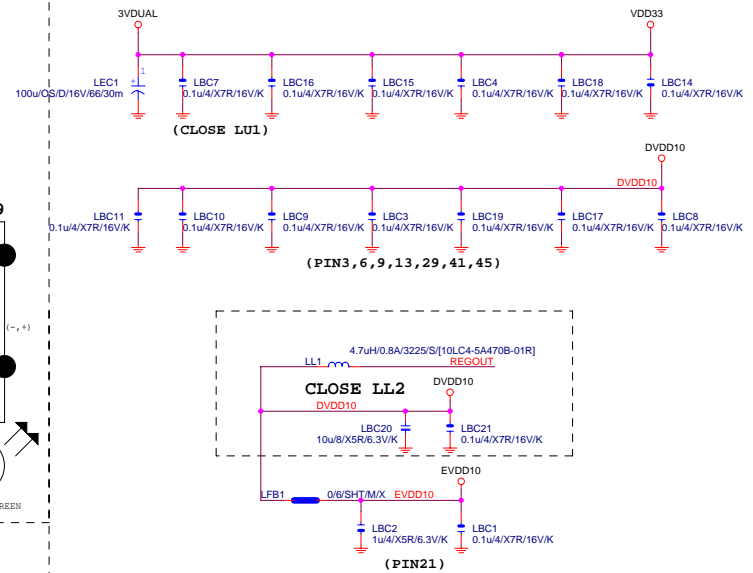 3VDUAL
VDD33
1
+
LEC1
100u/OS/D/16V/66/30m
LBC7
0.1u/4/X7R/16V/K
LBC16
0.1u/4/X7R/16V/K
LBC15
0.1u/4/X7R/16V/K
LBC4
0.1u/4/X7R/16V/K
LBC18
0.1u/4/X7R/16V/K
LBC14
0.1u/4/X7R/16V/K
(CLOSE LU1)
DVDD10
DVDD10
9
LBC11
0.1u/4/X7R/16V/K
LBC10
0.1u/4/X7R/16V/K
LBC9
0.1u/4/X7R/16V/K
LBC3
0.1u/4/X7R/16V/K
LBC19
0.1u/4/X7R/16V/K
LBC17
0.1u/4/X7R/16V/K
LBC8
0.1u/4/X7R/16V/K
(PIN3,6,9,13,29,41,45)
(-,+)
4.7uH/0.8A/3225/S/[10LC4-5A470B-01R]
LL1
REGOUT
CLOSE LL2
DVDD10
DVDD10
LBC20
10u/8/X5R/6.3V/K
LBC21
0.1u/4/X7R/16V/K
EVDD10
LFB1
0/6/SHT/M/X
EVDD10
REEN
LBC2
1u/4/X5R/6.3V/K
LBC1
0.1u/4/X7R/16V/K
(PIN21)